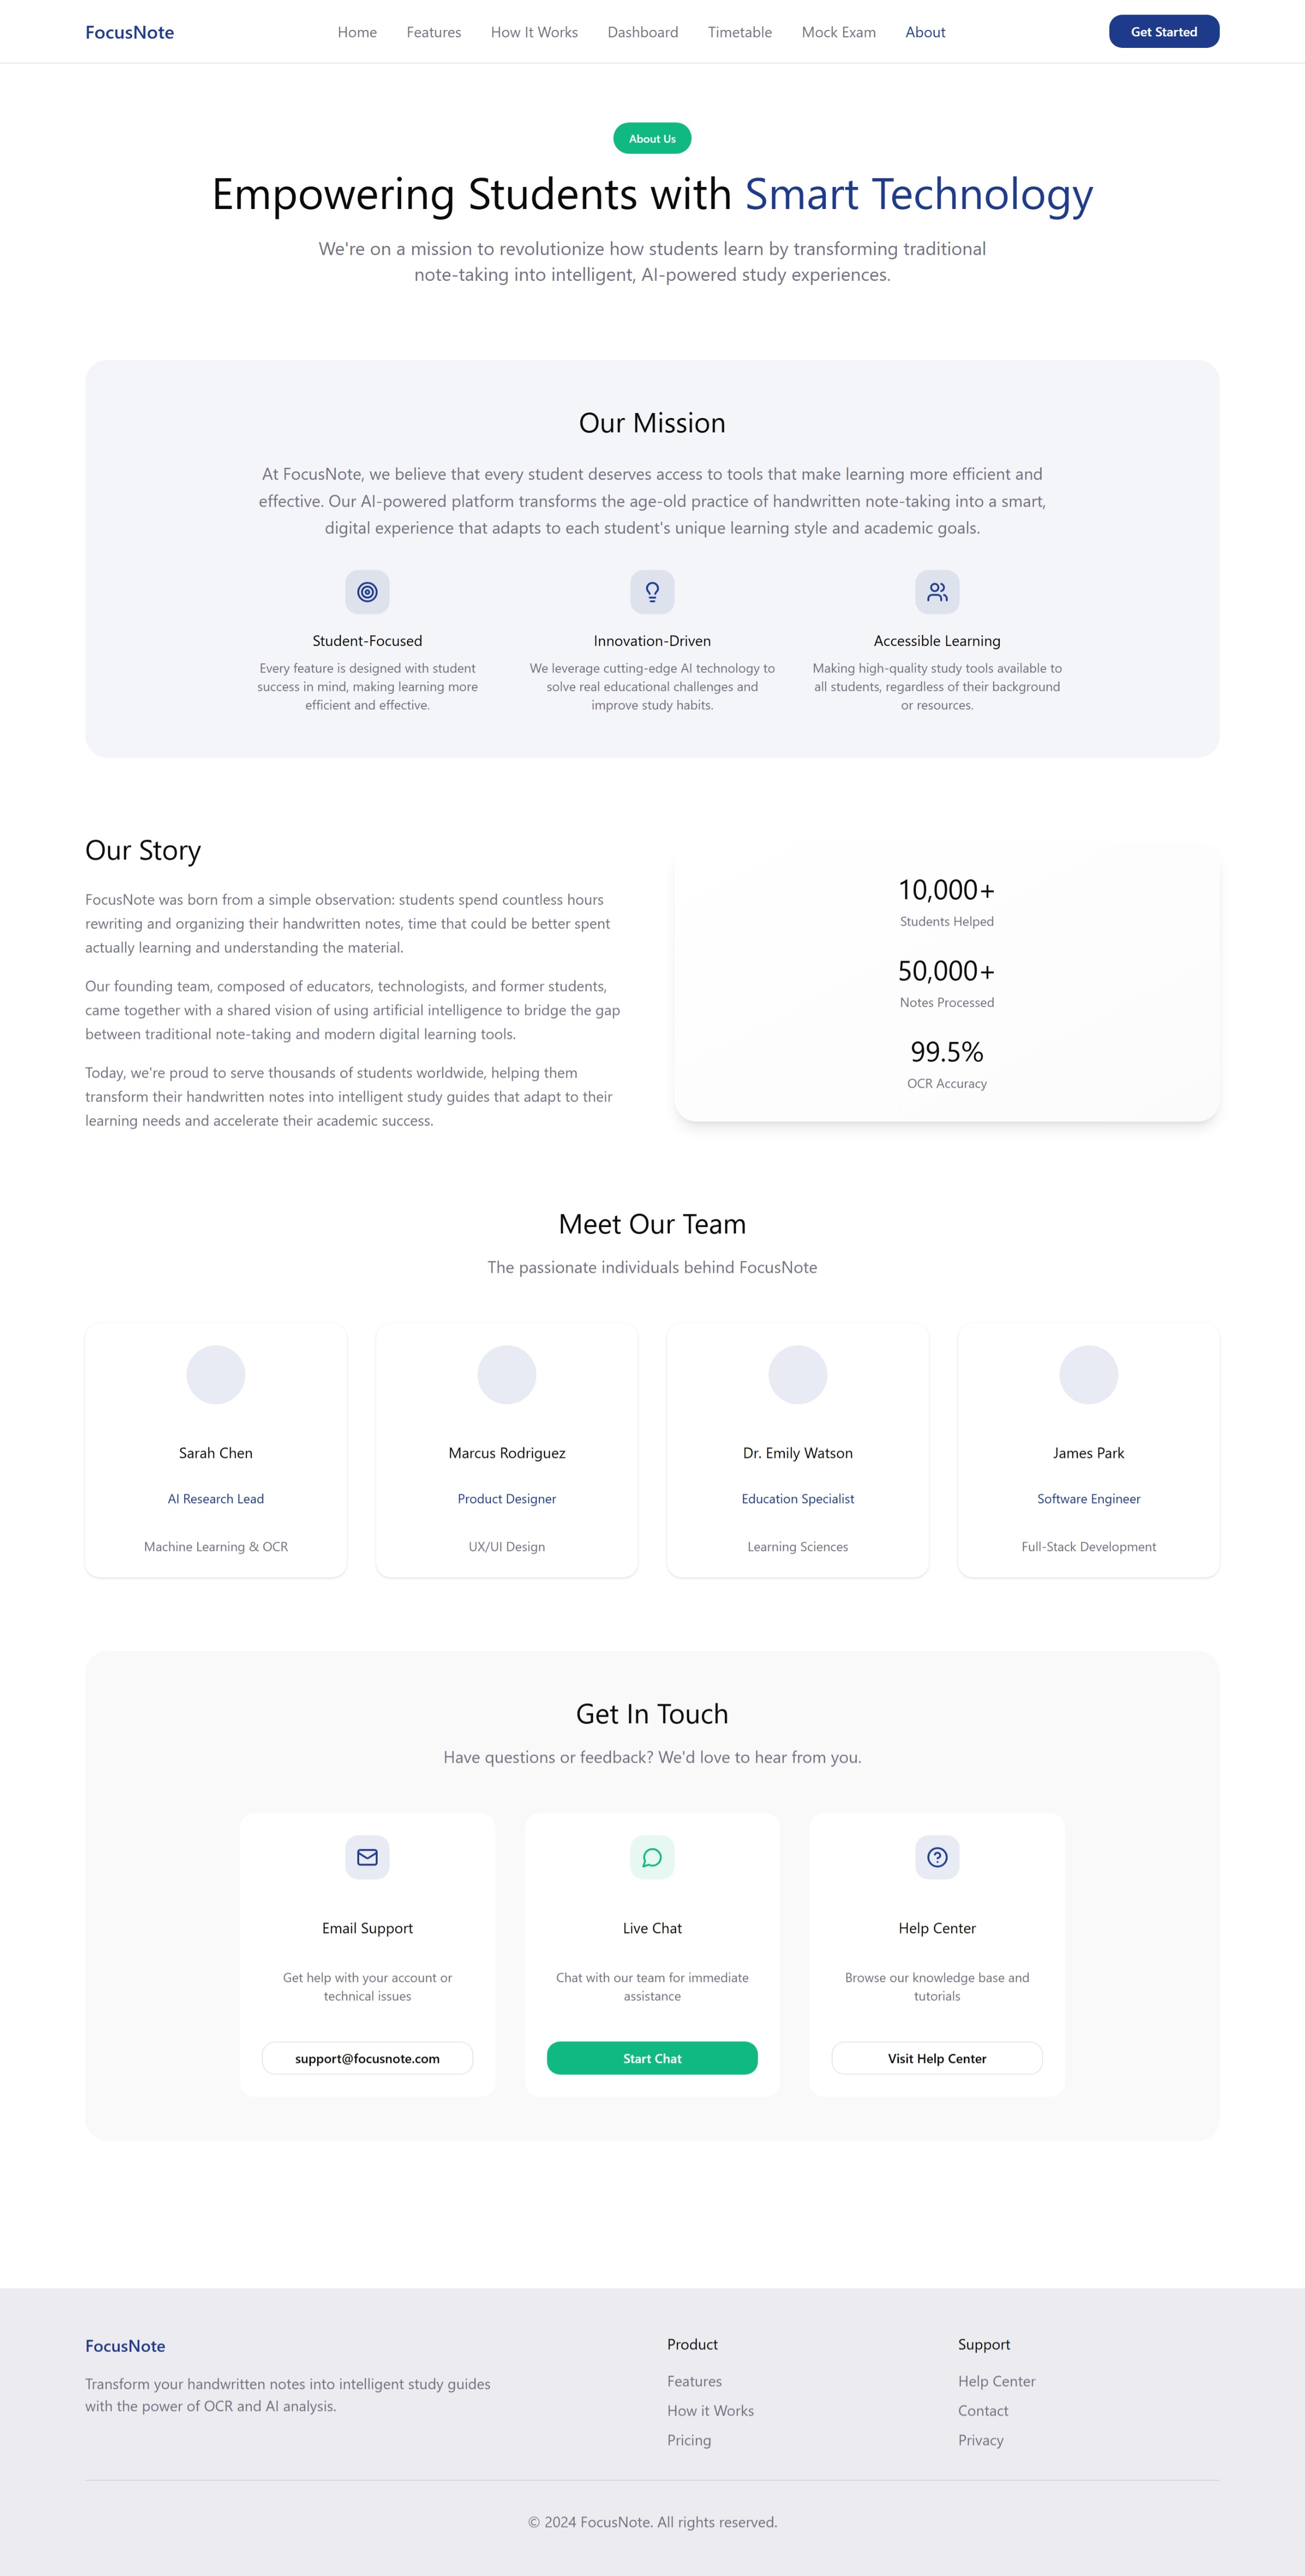 FocusNote
Home
Features
How It Works
Dashboard
Timetable
Mock Exam
About
Get Started
About Us
Empowering Students with Smart Technology
We're on a mission to revolutionize how students learn by transforming traditional
note-taking into intelligent, AI-powered study experiences.
Our Mission
At FocusNote, we believe that every student deserves access to tools that make learning more efficient and
effective. Our AI-powered platform transforms the age-old practice of handwritten note-taking into a smart,
digital experience that adapts to each student's unique learning style and academic goals.
Student-Focused
Every feature is designed with student
success in mind, making learning more
efficient and effective.
Innovation-Driven
We leverage cutting-edge AI technology to
solve real educational challenges and
improve study habits.
Accessible Learning
Making high-quality study tools available to
all students, regardless of their background
or resources.
Our Story
FocusNote was born from a simple observation: students spend countless hours
rewriting and organizing their handwritten notes, time that could be better spent
actually learning and understanding the material.
Our founding team, composed of educators, technologists, and former students,
came together with a shared vision of using artificial intelligence to bridge the gap
between traditional note-taking and modern digital learning tools.
Today, we're proud to serve thousands of students worldwide, helping them
transform their handwritten notes into intelligent study guides that adapt to their
learning needs and accelerate their academic success.
10,000+
Students Helped
50,000+
Notes Processed
99.5%
OCR Accuracy
Meet Our Team
The passionate individuals behind FocusNote
Sarah Chen
AI Research Lead
Machine Learning & OCR
Marcus Rodriguez
Product Designer
UX/UI Design
Dr. Emily Watson
Education Specialist
Learning Sciences
James Park
Software Engineer
Full-Stack Development
Get In Touch
Have questions or feedback? We'd love to hear from you.
Email Support
Get help with your account or
technical issues
support@focusnote.com
Live Chat
Chat with our team for immediate
assistance
Start Chat
Help Center
Browse our knowledge base and
tutorials
Visit Help Center
FocusNote
Transform your handwritten notes into intelligent study guides
with the power of OCR and AI analysis.
Product
Features
How it Works
Pricing
Support
Help Center
Contact
Privacy
© 2024 FocusNote. All rights reserved.